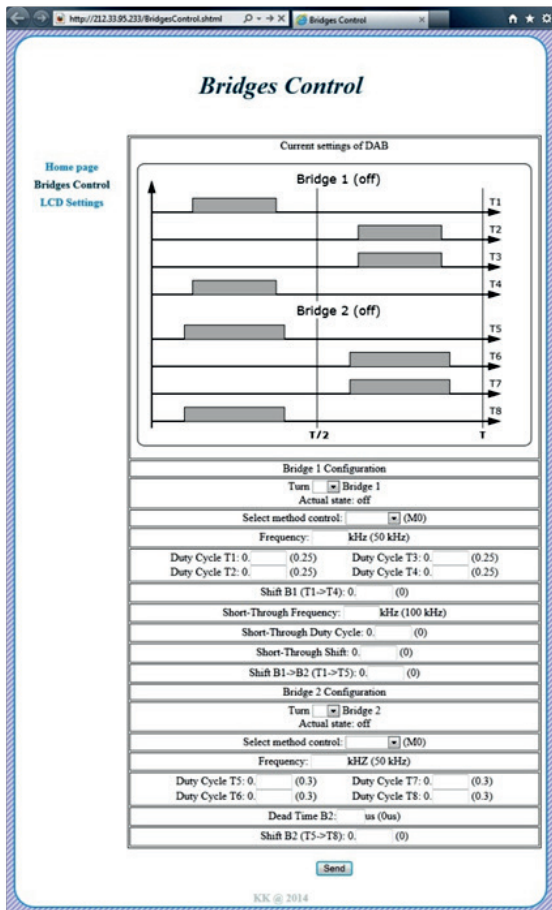 http://212.33.95.233/BridgesControl.shtml
Bridges Control
Bridges Control
Home page
Bridges Control
LCD Settings
Current settings of DAB
Bridge 1 (off)
T1
T2
T3
T4
Bridge 2 (off)
T5
T6
T7
T8
T/2 T
Bridge 1 Configuration
Turn Bridge 1
Actual state: off
Select method control: (M0)
Frequency: kHz (50 kHz)
Duty Cycle T1: 0. (0.25) Duty Cycle T3: 0. (0.25)
Duty Cycle T2: 0. (0.25) Duty Cycle T4: 0. (0.25)
Shift B1 (T1->T4): 0. (0)
Short-Through Frequency: kHz (100 kHz)
Short-Through Duty Cycle: 0. (0)
Short-Through Shift: 0. (0)
Shift B1->B2 (T1->T5): 0. (0)
Bridge 2 Configuration
Turn Bridge 2
Actual state: off
Select method control: (M0)
Frequency: kHZ (50 kHz)
Duty Cycle T5: 0. (0.3) Duty Cycle T7: 0. (0.3)
Duty Cycle T6: 0. (0.3) Duty Cycle T8: 0. (0.3)
Dead Time B2: us (0us)
Shift B2 (T5->T8): 0. (0)
Send
KK @ 2014